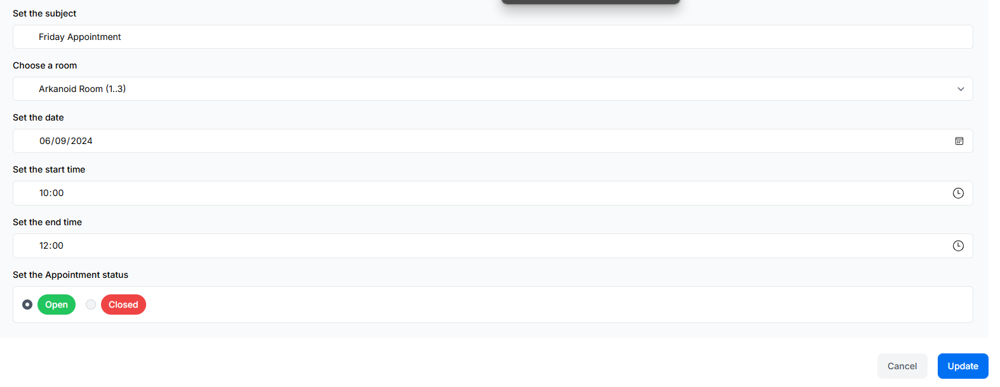 Set the subject
Friday Appointment
Choose a room
Arkanoid Room (1..3)
Set the date
06/09/2024
Set the start time
10:00
Set the end time
12:00
Set the Appointment status
Open Closed
Cancel Update